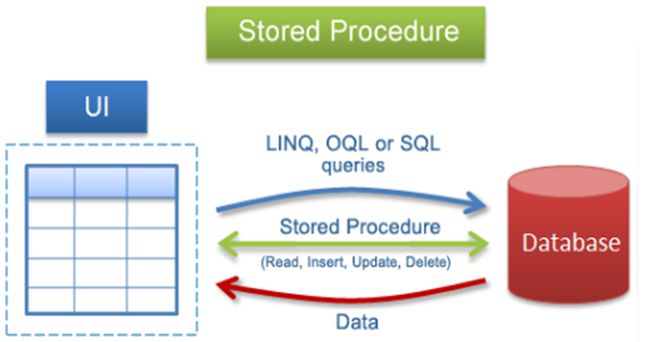 Stored Procedure
UI
LINQ, OQL or SQL
queries
Stored Procedure
(Read, Insert, Update, Delete)
Database
Data